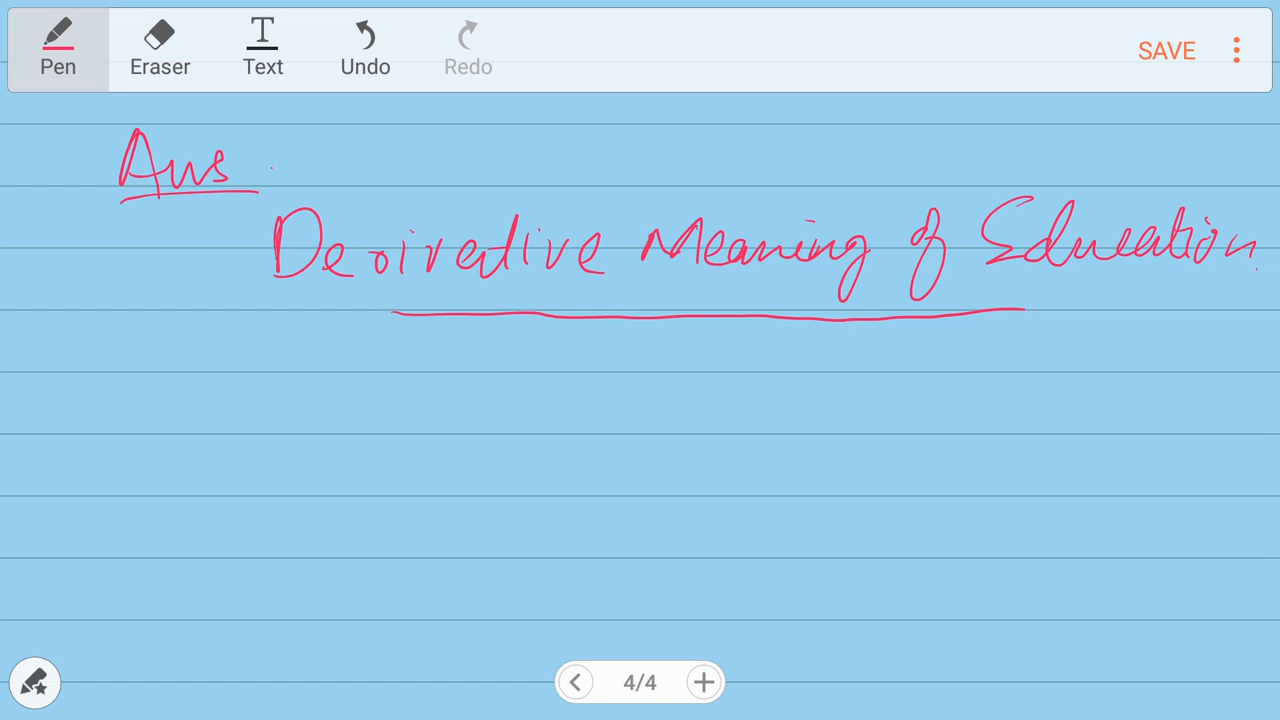 Pen
Eraser
Text
Undo
Redo
SAVE
Ans
Derivative Meaning of Education.
4/4